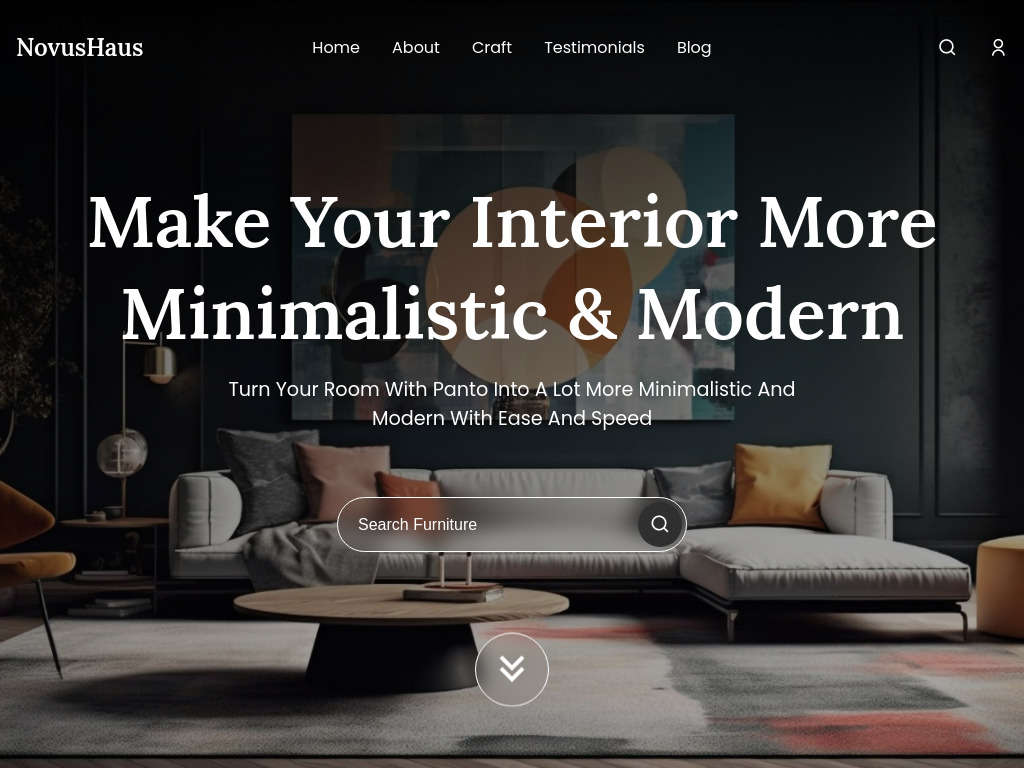 NovusHaus
Home About Craft Testimonials Blog
Make Your Interior More
Minimalistic & Modern
Turn Your Room With Panto Into A Lot More Minimalistic And
Modern With Ease And Speed
Search Furniture